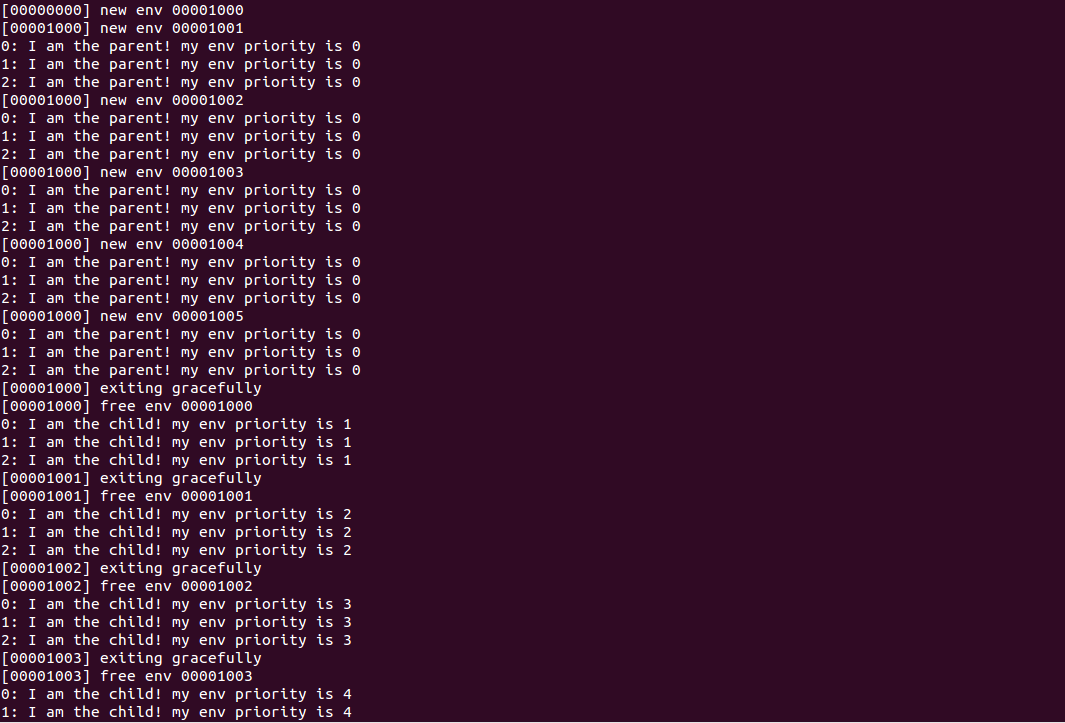 [00000000] new env 00001000
[00001000] new env 00001001
0: I am the parent! my env priority is 0
1: I am the parent! my env priority is 0
2: I am the parent! my env priority is 0
[00001000] new env 00001002
0: I am the parent! my env priority is 0
1: I am the parent! my env priority is 0
2: I am the parent! my env priority is 0
[00001000] new env 00001003
0: I am the parent! my env priority is 0
1: I am the parent! my env priority is 0
2: I am the parent! my env priority is 0
[00001000] new env 00001004
0: I am the parent! my env priority is 0
1: I am the parent! my env priority is 0
2: I am the parent! my env priority is 0
[00001000] new env 00001005
0: I am the parent! my env priority is 0
1: I am the parent! my env priority is 0
2: I am the parent! my env priority is 0
[00001000] exiting gracefully
[00001000] free env 00001000
0: I am the child! my env priority is 1
1: I am the child! my env priority is 1
2: I am the child! my env priority is 1
[00001001] exiting gracefully
[00001001] free env 00001001
0: I am the child! my env priority is 2
1: I am the child! my env priority is 2
2: I am the child! my env priority is 2
[00001002] exiting gracefully
[00001002] free env 00001002
0: I am the child! my env priority is 3
1: I am the child! my env priority is 3
2: I am the child! my env priority is 3
[00001003] exiting gracefully
[00001003] free env 00001003
0: I am the child! my env priority is 4
1: I am the child! my env priority is 4